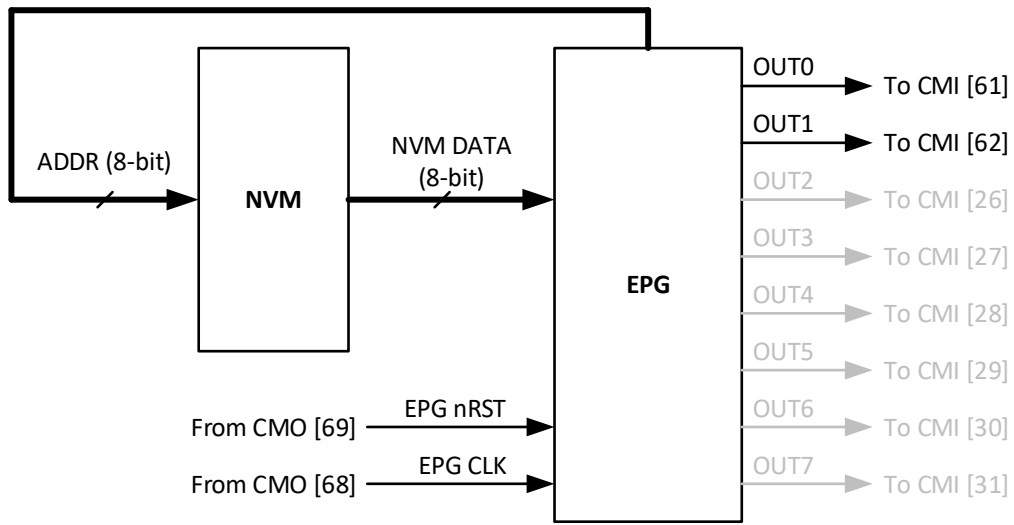 OUT0
To CMI [61]
OUT1
To CMI [62]
ADDR (8-bit)
NVM DATA
(8-bit)
NVM
OUT2
To CMI [26]
OUT3
To CMI [27]
EPG
OUT4
To CMI [28]
OUT5
To CMI [29]
From CMO [69]
EPG nRST
OUT6
To CMI [30]
From CMO [68]
EPG CLK
OUT7
To CMI [31]